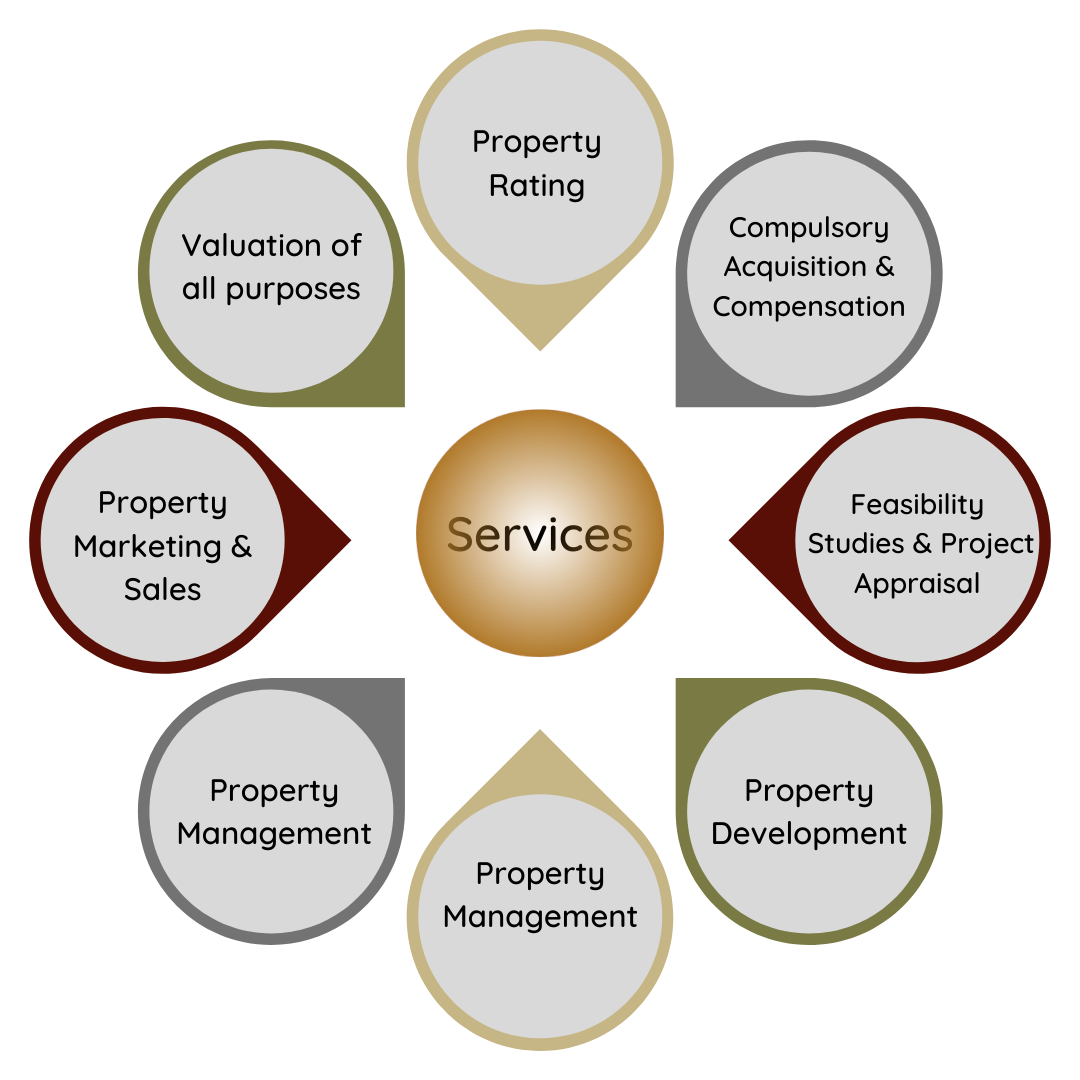 Property
Rating
Compulsory
Acquisition &
Compensation
Valuation of
all purposes
Property
Marketing &
Sales
Services
Feasibility
Studies & Project
Appraisal
Property
Management
Property
Management
Property
Development